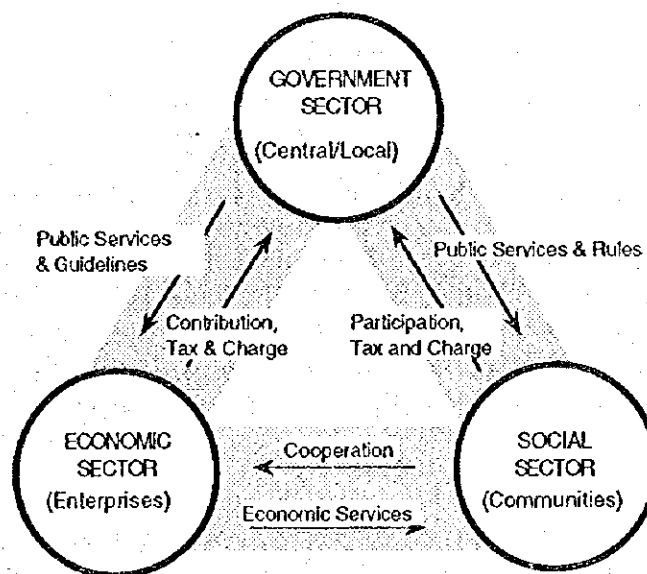 GOVERNMENT
SECTOR
(Central/Local)
Public Services
& Guidelines
Public Services & Rules
Contribution,
Tax & Charge
Participation,
Tax and Charge
ECONOMIC
SECTOR
(Enterprises)
Cooperation
Economic Services
SOCIAL
SECTOR
(Communities)